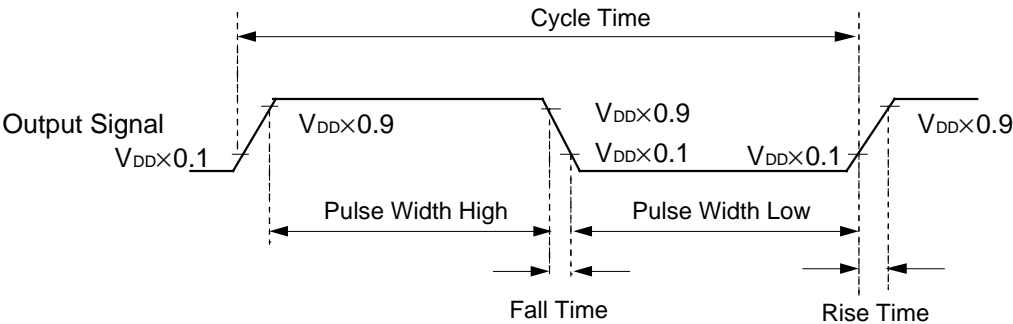 Cycle Time
Output Signal
VDD×0.9
VDD×0.9
VDD×0.9
VDD×0.1
VDD×0.1
VDD×0.1
Pulse Width High
Pulse Width Low
Fall Time
Rise Time